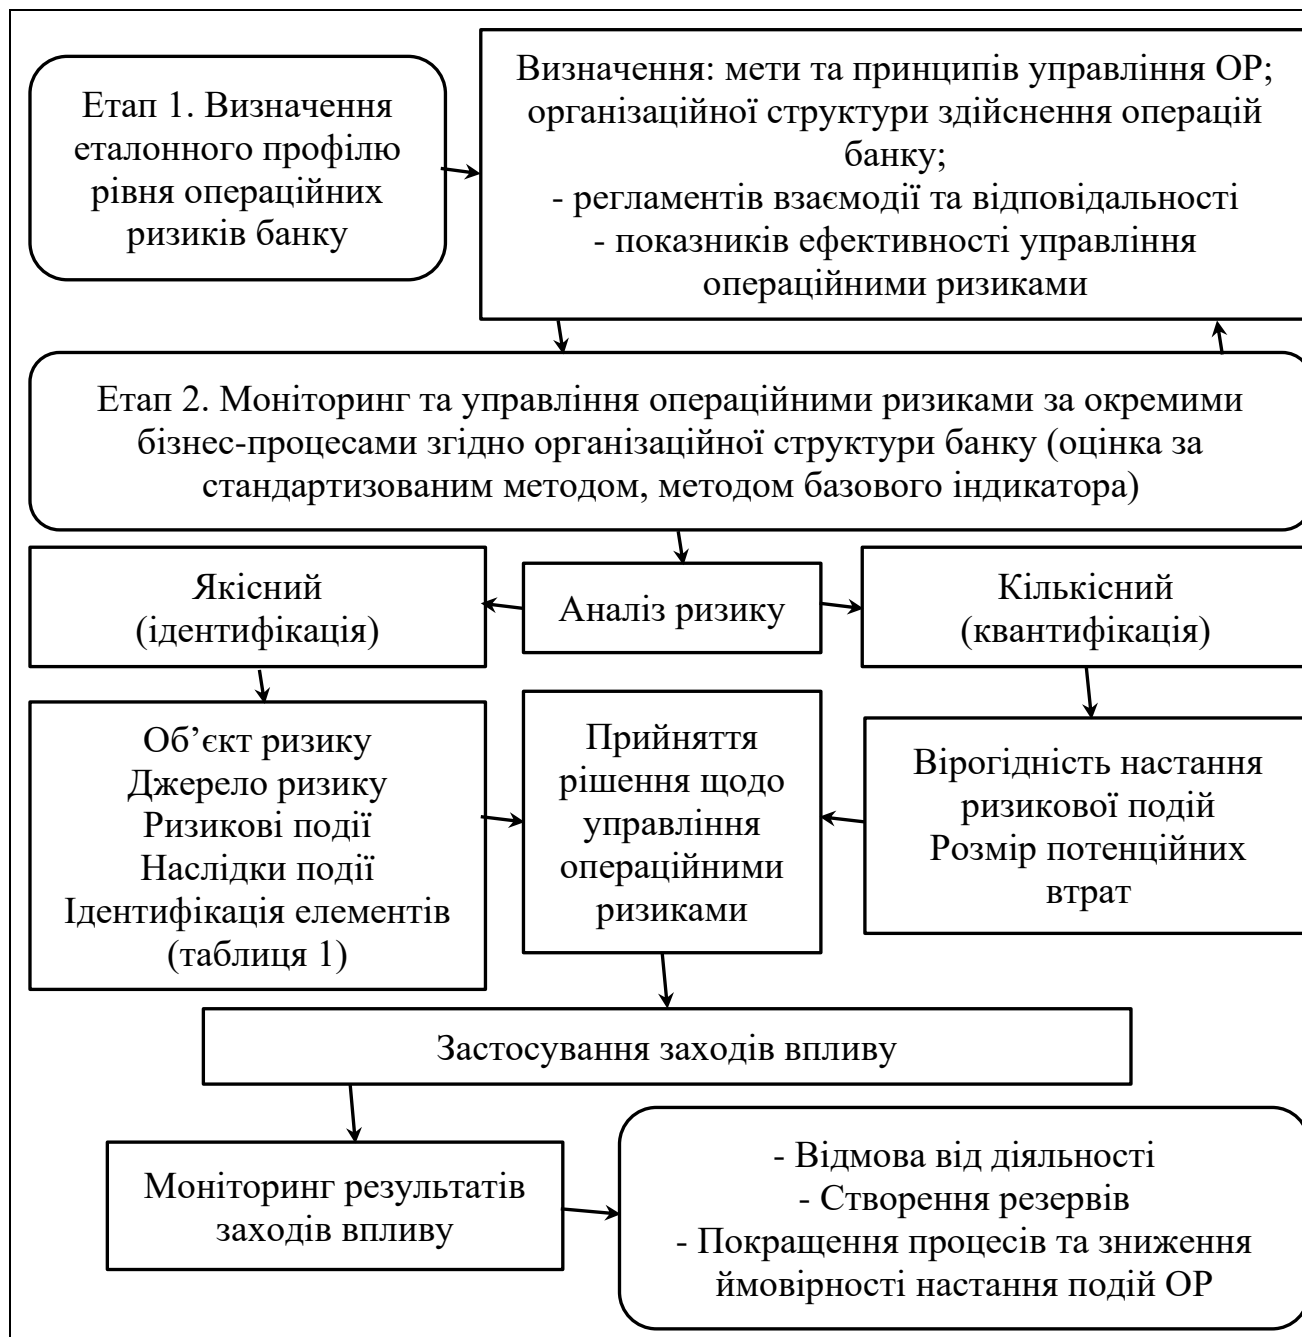 Етап 1. Визначення
еталонного профілю
рівня операційних
ризиків банку
Визначення: мети та принципів управління ОР;
організаційної структури здійснення операцій
банку;
- регламентів взаємодії та відповідальності
- показників ефективності управління
операційними ризиками
Етап 2. Моніторинг та управління операційними ризиками за окремими
бізнес-процесами згідно організаційної структури банку (оцінка за
стандартизованим методом, методом базового індикатора)
Якісний
(ідентифікація)
Аналіз ризику
Кількісний
(квантифікація)
Об’єкт ризику
Джерело ризику
Ризикові події
Наслідки події
Ідентифікація елементів
(таблиця 1)
Прийняття
рішення щодо
управління
операційними
ризиками
Вірогідність настання
ризикової подій
Розмір потенційних
втрат
Застосування заходів впливу
Моніторинг результатів
заходів впливу
- Відмова від діяльності
- Створення резервів
- Покращення процесів та зниження
ймовірності настання подій ОР